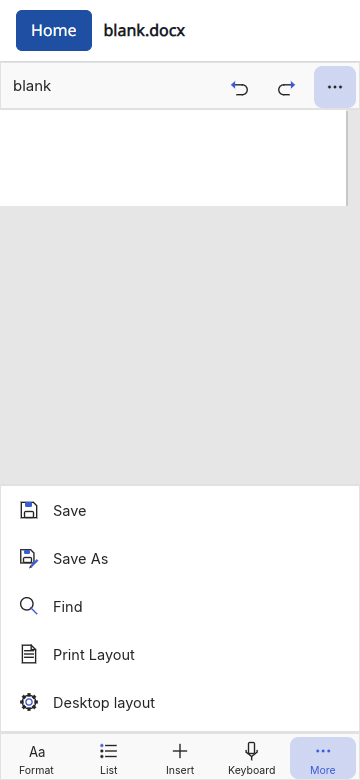 Home blank.docx
blank
Save
Save As
Find
Print Layout
Desktop layout
Aa
Format List Insert Keyboard More